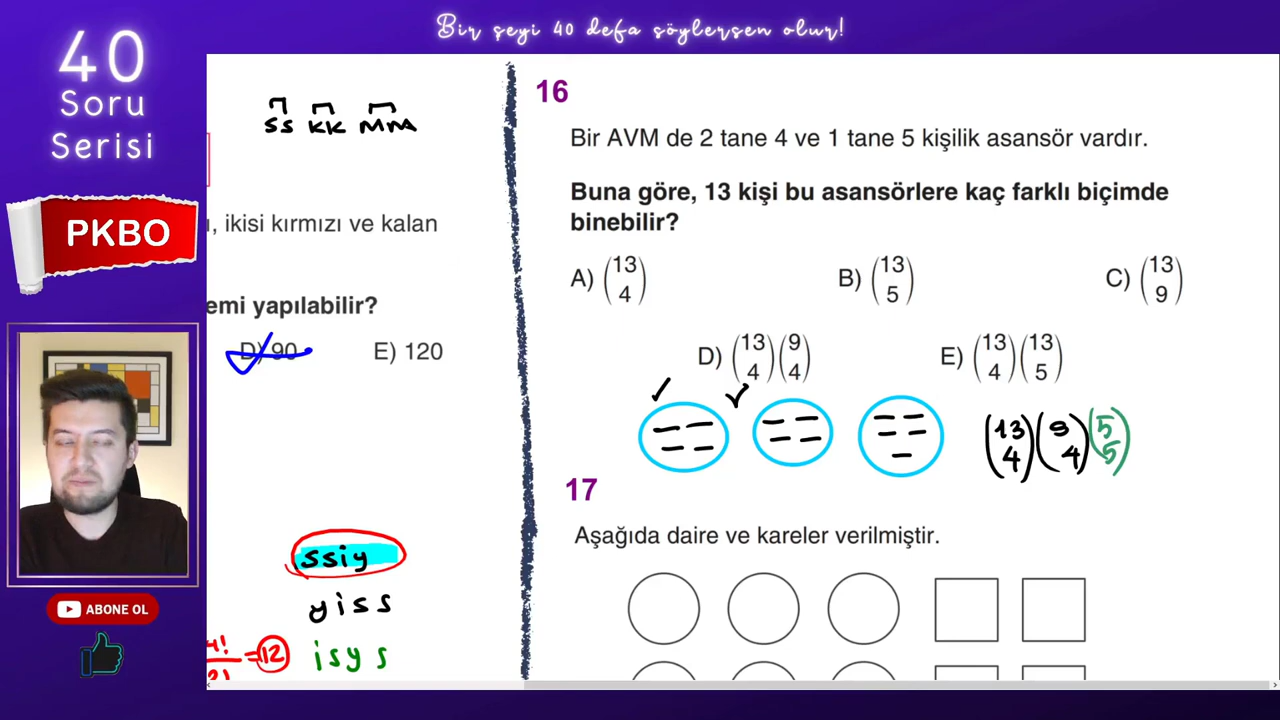 Bir şeyi 40 defa söylersen olur!
40
Soru
Serisi
PKBO
ABONE OL
ss KK MM
, ikisi kırmızı ve kalan
emi yapılabilir?
D) 90 E) 120
ssiy
yiss
isys
4!
2!
=12
16
Bir AVM de 2 tane 4 ve 1 tane 5 kişilik asansör vardır.
Buna göre, 13 kişi bu asansörlere kaç farklı biçimde
binebilir?
A) (13 4) B) (13 5) C) (13 9)
D) (13 4)(9 4) E) (13 4)(13 5)
(13 4)(9 4)(5 5)
17
Aşağıda daire ve kareler verilmiştir.